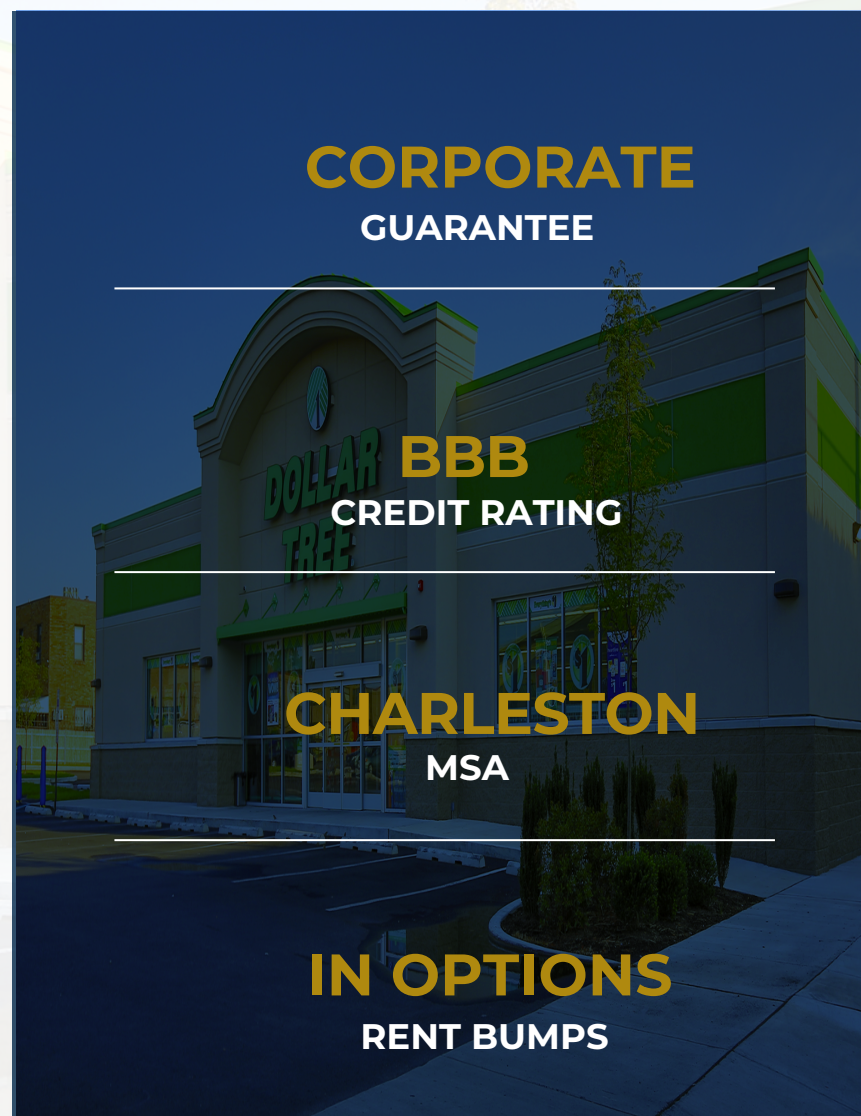 CORPORATE
GUARANTEE
DOLLAR
TREE
BBB
CREDIT RATING
CHARLESTON
MSA
IN OPTIONS
RENT BUMPS